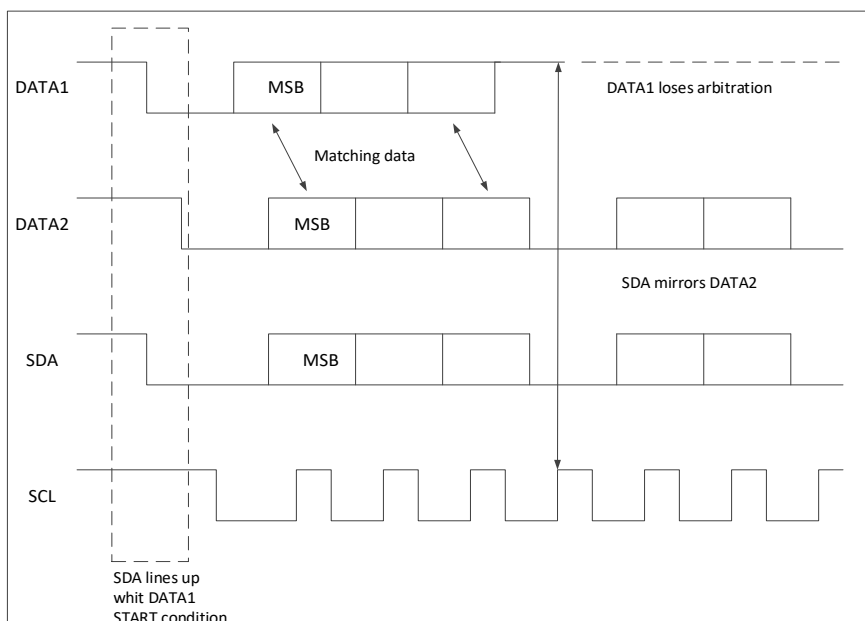 DATA1
MSB
DATA1 loses arbitration
Matching data
DATA2
MSB
SDA mirrors DATA2
SDA
MSB
SCL
SDA lines up
whit DATA1
START condition